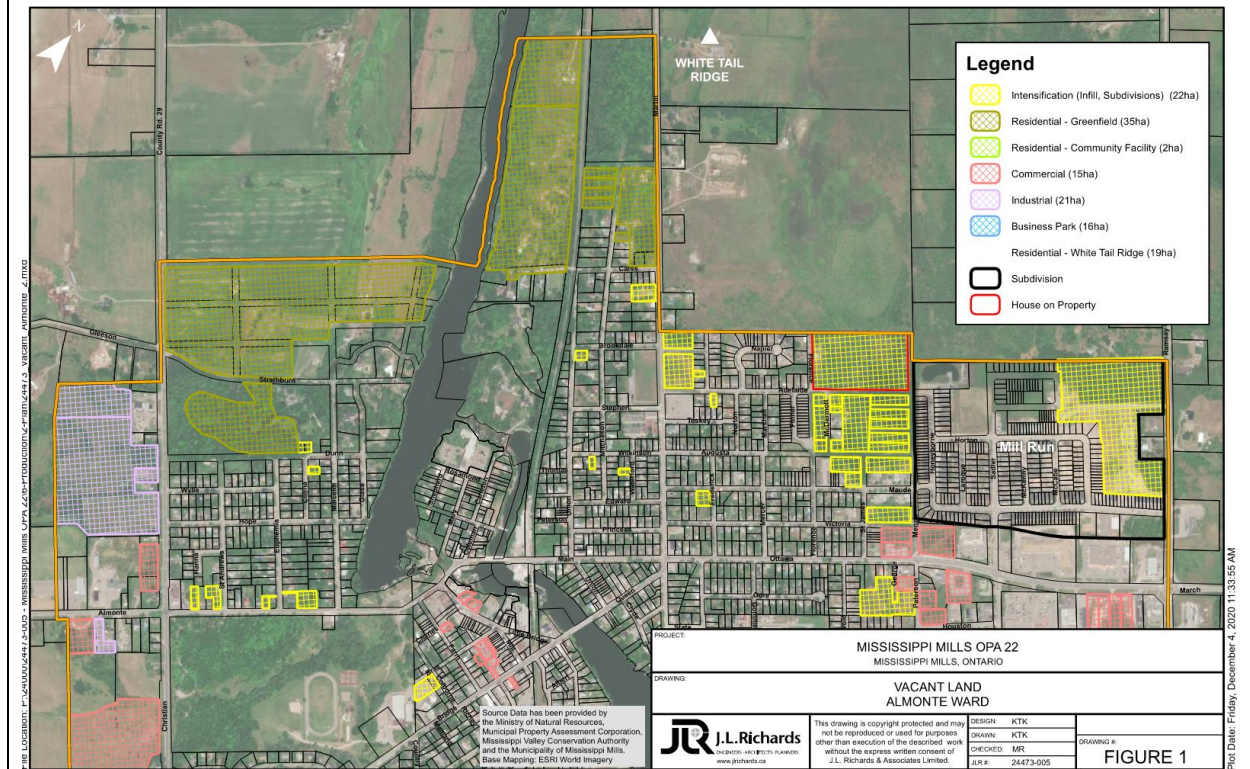 WHITE TAIL
RIDGE
Legend
Intensification (Infill, Subdivisions) (22ha)
Residential - Greenfield (35ha)
Residential - Community Facility (2ha)
Commercial (15ha)
Industrial (21ha)
Business Park (16ha)
Residential - White Tail Ridge (19ha)
Subdivision
House on Property
N
County Rd. 29
Martin
Carss
Gleeson
Ramsay
Brookdale
Napier
Strathburn
Adelaide
Stephen
Teskey
Dunn
Wilkinson
Augusta
Horton
Mill Run
Wylie
Maude
Edward
Hope
Princess
Victoria
Main
Ottawa
March
Almonte
Houston
State
Christian
Paterson
PROJECT:
MISSISSIPPI MILLS OPA 22
MISSISSIPPI MILLS, ONTARIO
DRAWING:
VACANT LAND
ALMONTE WARD
Source Data has been provided by
the Ministry of Natural Resources,
Municipal Property Assessment Corporation,
Mississippi Valley Conservation Authority
and the Municipality of Mississippi Mills.
Base Mapping: ESRI World Imagery
JLR J.L.Richards
ENGINEERS · ARCHITECTS · PLANNERS
www.jlrichards.ca
This drawing is copyright protected and may
not be reproduced or used for purposes
other than execution of the described work
without the express written consent of
J.L. Richards & Associates Limited.
DESIGN: KTK
DRAWN: KTK
CHECKED: MR
JLR #: 24473-005
DRAWING #:
FIGURE 1
Plot Date: Friday, December 4, 2020 11:33:55 AM